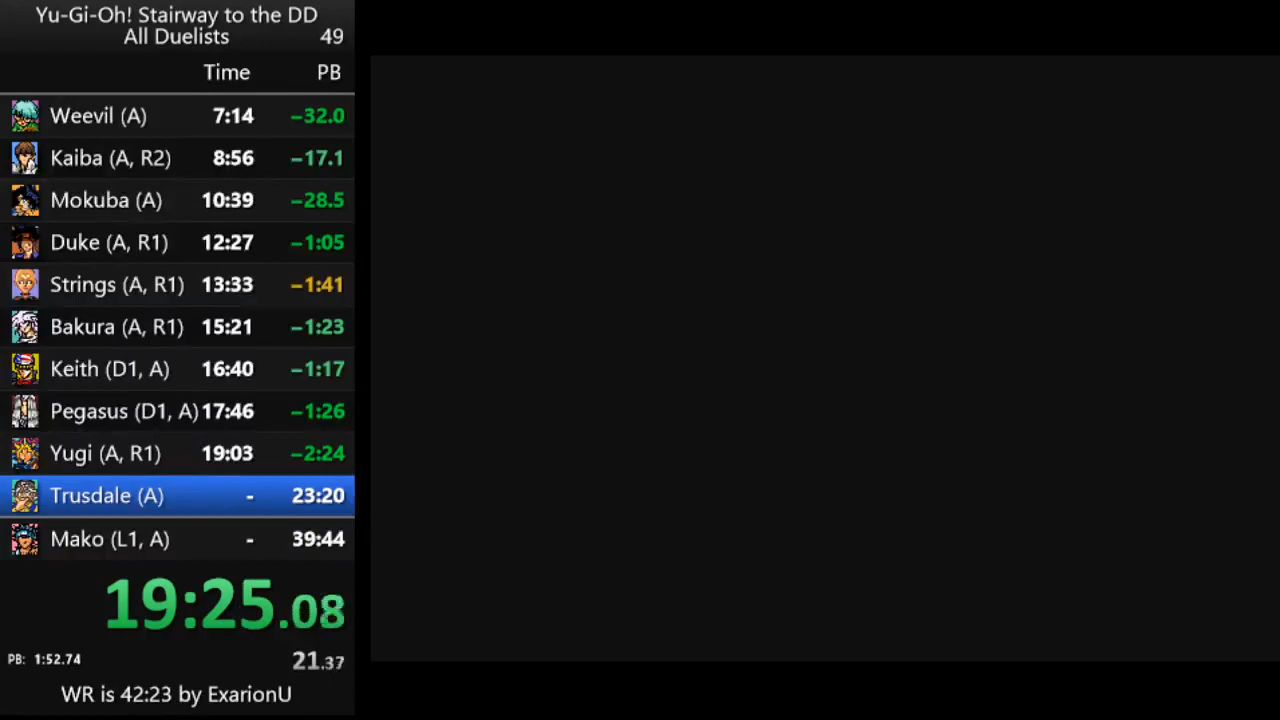 Yu-Gi-Oh! Stairway to the DD
All Duelists 49
Time PB
Weevil (A) 7:14 −32.0
Kaiba (A, R2) 8:56 −17.1
Mokuba (A) 10:39 −28.5
Duke (A, R1) 12:27 −1:05
Strings (A, R1) 13:33 −1:41
Bakura (A, R1) 15:21 −1:23
Keith (D1, A) 16:40 −1:17
Pegasus (D1, A) 17:46 −1:26
Yugi (A, R1) 19:03 −2:24
Trusdale (A) - 23:20
Mako (L1, A) - 39:44
19:25.08
PB: 1:52.74 21.37
WR is 42:23 by ExarionU